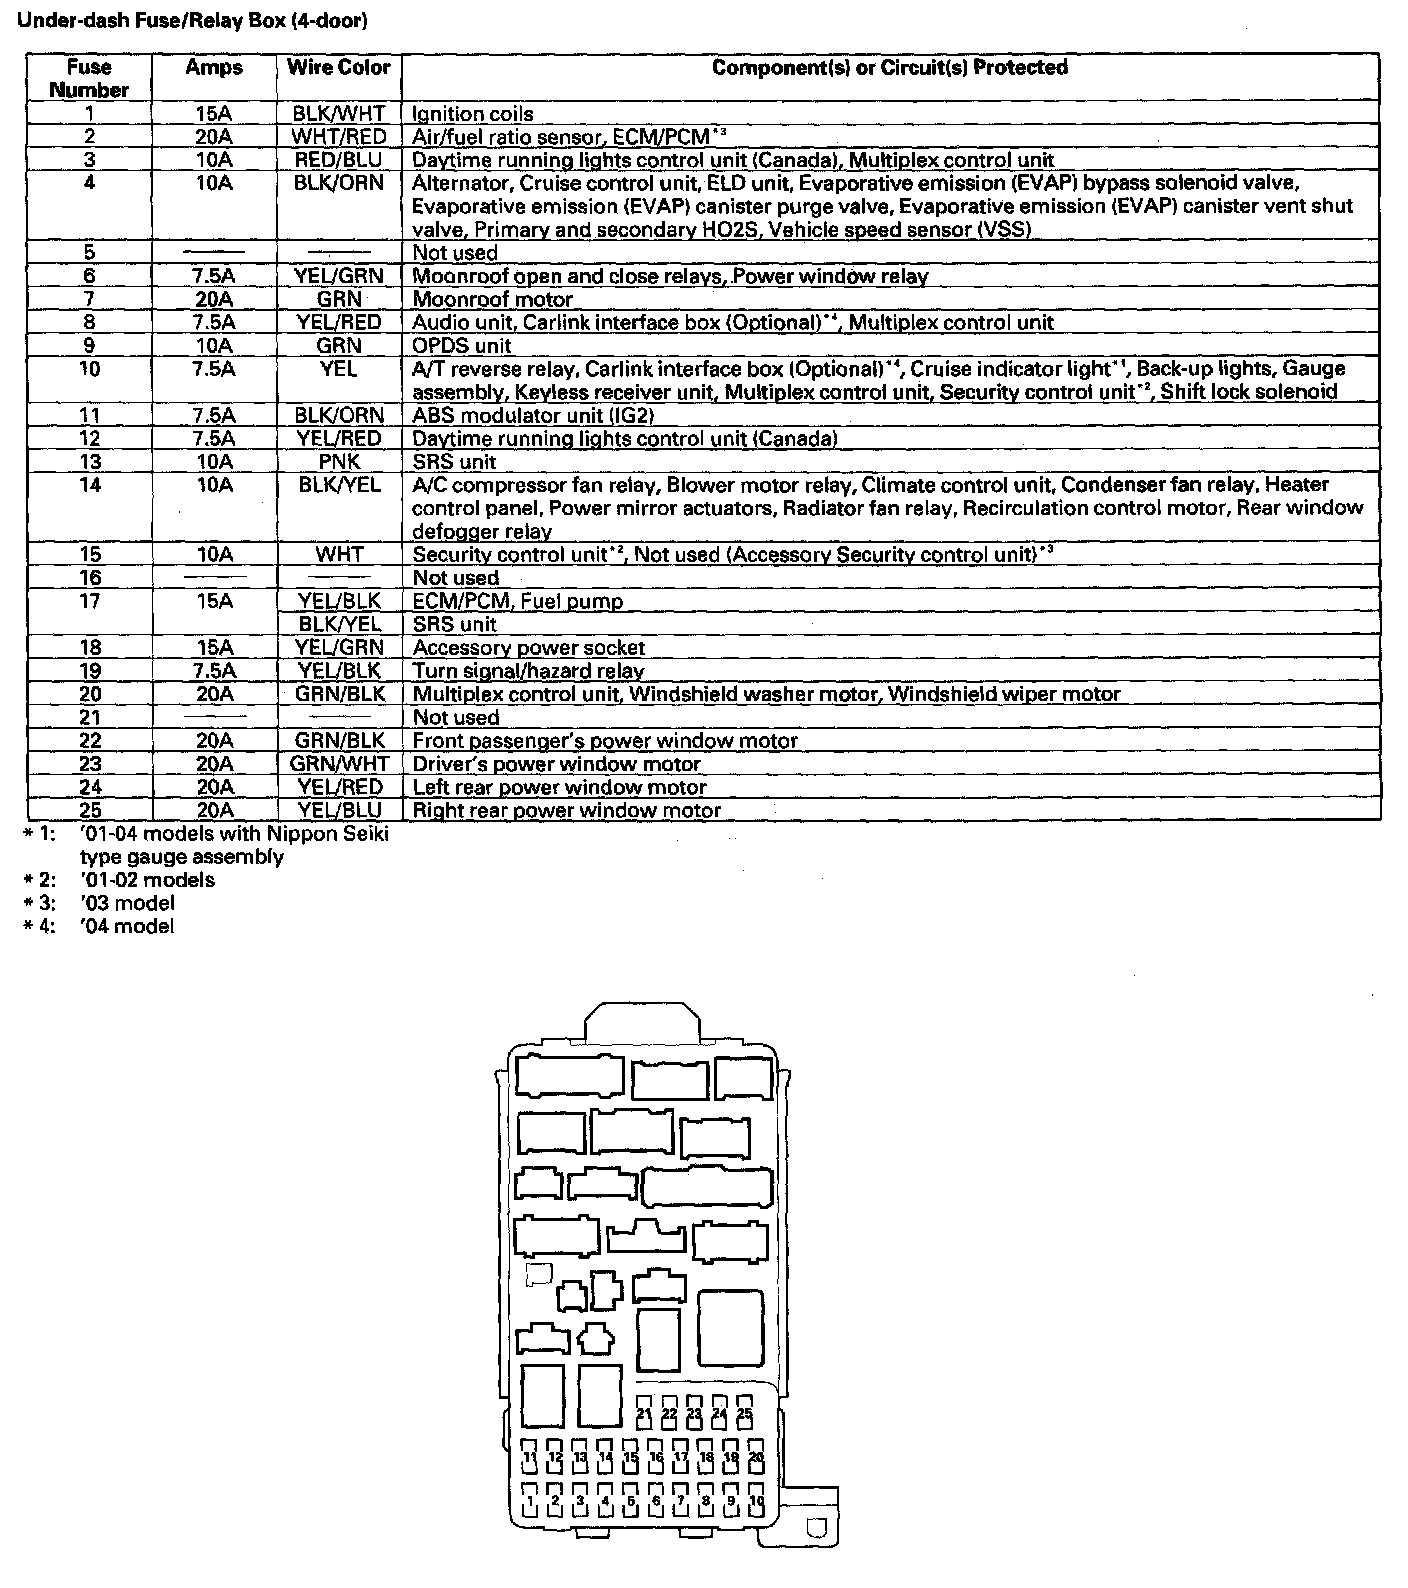 Under-dash Fuse/Relay Box (4-door)
Fuse Number Amps Wire Color Component(s) or Circuit(s) Protected
1 15A BLK/WHT Ignition coils
2 20A WHT/RED Air/fuel ratio sensor, ECM/PCM*3
3 10A RED/BLU Daytime running lights control unit (Canada), Multiplex control unit
4 10A BLK/ORN Alternator, Cruise control unit, ELD unit, Evaporative emission (EVAP) bypass solenoid valve,
Evaporative emission (EVAP) canister purge valve, Evaporative emission (EVAP) canister vent shut
valve, Primary and secondary HO2S, Vehicle speed sensor (VSS)
5 —— —— Not used
6 7.5A YEL/GRN Moonroof open and close relays, Power window relay
7 20A GRN Moonroof motor
8 7.5A YEL/RED Audio unit, Carlink interface box (Optional)*4, Multiplex control unit
9 10A GRN OPDS unit
10 7.5A YEL A/T reverse relay, Carlink interface box (Optional)*4, Cruise indicator light*1, Back-up lights, Gauge
assembly, Keyless receiver unit, Multiplex control unit, Security control unit*2, Shift lock solenoid
11 7.5A BLK/ORN ABS modulator unit (IG2)
12 7.5A YEL/RED Daytime running lights control unit (Canada)
13 10A PNK SRS unit
14 10A BLK/YEL A/C compressor fan relay, Blower motor relay, Climate control unit, Condenser fan relay, Heater
control panel, Power mirror actuators, Radiator fan relay, Recirculation control motor, Rear window
defogger relay
15 10A WHT Security control unit*2, Not used (Accessory Security control unit)*3
16 —— —— Not used
17 15A YEL/BLK ECM/PCM, Fuel pump
BLK/YEL SRS unit
18 15A YEL/GRN Accessory power socket
19 7.5A YEL/BLK Turn signal/hazard relay
20 20A GRN/BLK Multiplex control unit, Windshield washer motor, Windshield wiper motor
21 —— —— Not used
22 20A GRN/BLK Front passenger's power window motor
23 20A GRN/WHT Driver's power window motor
24 20A YEL/RED Left rear power window motor
25 20A YEL/BLU Right rear power window motor
* 1: '01-04 models with Nippon Seiki
type gauge assembly
* 2: '01-02 models
* 3: '03 model
* 4: '04 model
21 22 23 24 25
11 12 13 14 15 16 17 18 19 20
1 2 3 4 5 6 7 8 9 10